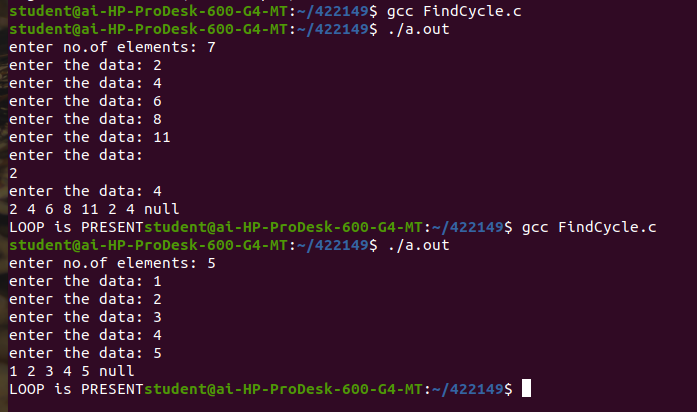 student@ai-HP-ProDesk-600-G4-MT:~/422149$ gcc FindCycle.c
student@ai-HP-ProDesk-600-G4-MT:~/422149$ ./a.out
enter no.of elements: 7
enter the data: 2
enter the data: 4
enter the data: 6
enter the data: 8
enter the data: 11
enter the data:
2
enter the data: 4
2 4 6 8 11 2 4 null
LOOP is PRESENTstudent@ai-HP-ProDesk-600-G4-MT:~/422149$ gcc FindCycle.c
student@ai-HP-ProDesk-600-G4-MT:~/422149$ ./a.out
enter no.of elements: 5
enter the data: 1
enter the data: 2
enter the data: 3
enter the data: 4
enter the data: 5
1 2 3 4 5 null
LOOP is PRESENTstudent@ai-HP-ProDesk-600-G4-MT:~/422149$